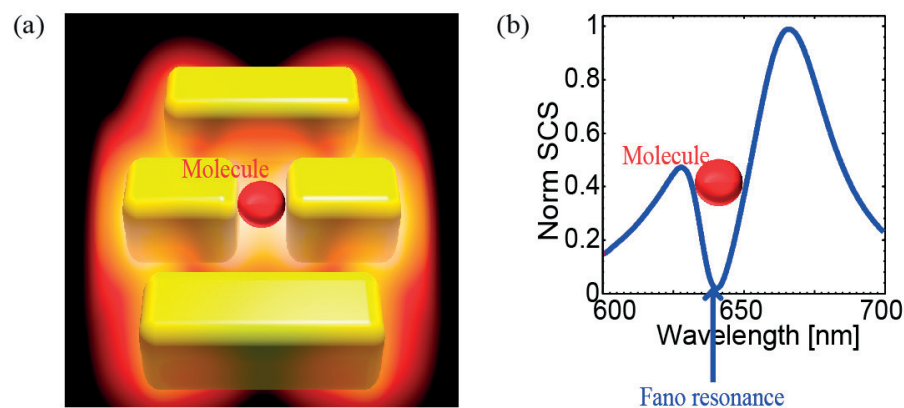 (a)
Molecule
(b)
Norm SCS
1
0.8
0.6
0.4
0.2
0
Molecule
600
650
700
Wavelength [nm]
Fano resonance